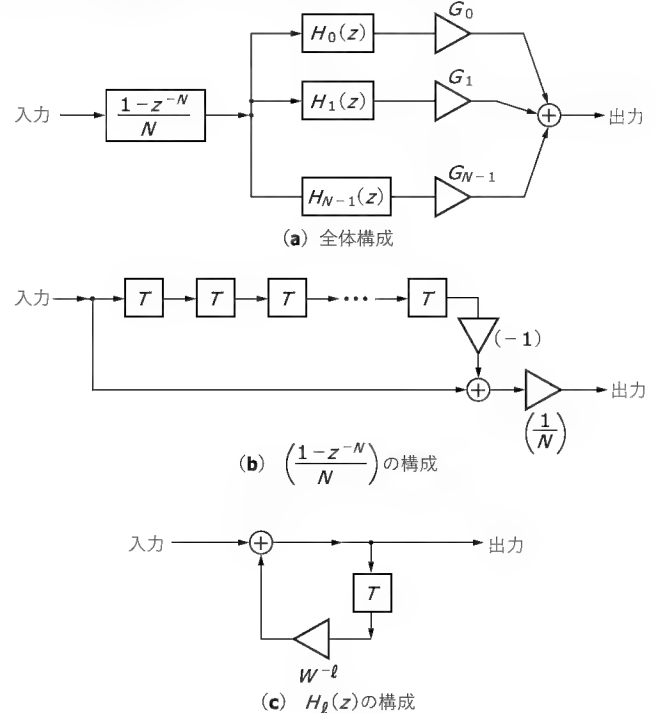 G₀
H₀(z)
G₁
入力
1−z⁻ᴺ
N
H₁(z)
出力
G_{N−1}
H_{N−1}(z)
(a) 全体構成
入力 T T T … T
(−1)
出力
(1/N)
(b) (1−z⁻ᴺ/N)の構成
入力 出力
T
W^{−ℓ}
(c) H_ℓ(z)の構成